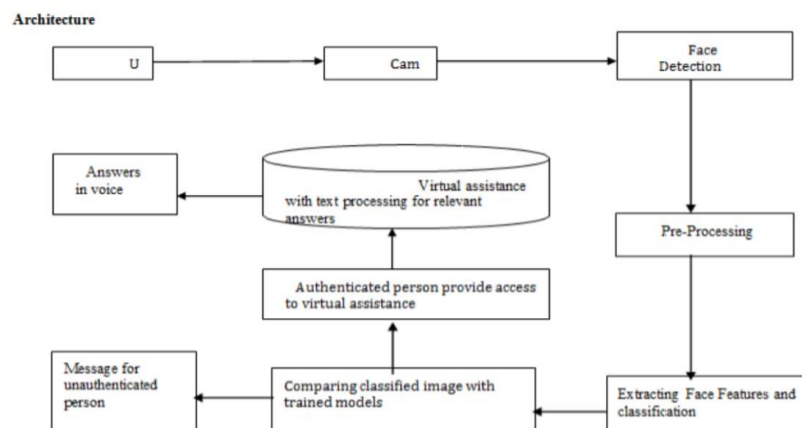 Architecture
U
Cam
Face
Detection
Answers
in voice
Virtual assistance
with text processing for relevant
answers
Pre-Processing
Authenticated person provide access
to virtual assistance
Message for
unauthenticated
person
Comparing classified image with
trained models
Extracting Face Features and
classification